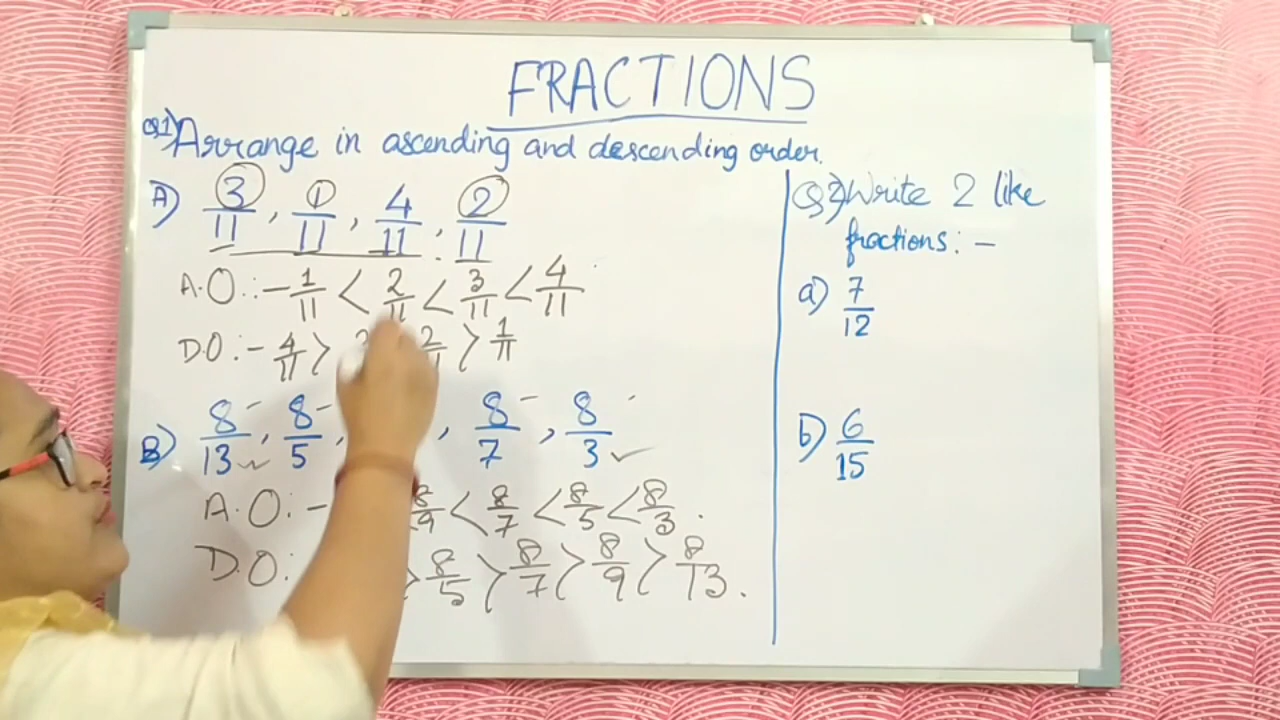 FRACTIONS
Q1) Arrange in ascending and descending order.
A) 3/11, 1/11, 4/11, 2/11
A.O.:- 1/11 < 2/11 < 3/11 < 4/11
D.O:- 4/11 > 2 > 1/11
B) 8/13, 8/5, , 8/7, 8/3
A.O:- 8/9 < 8/7 < 8/5 < 8/3.
D.O: > 8/5 > 8/7 > 8/9 > 8/13.
Q2) Write 2 like
fractions:-
a) 7/12
b) 6/15